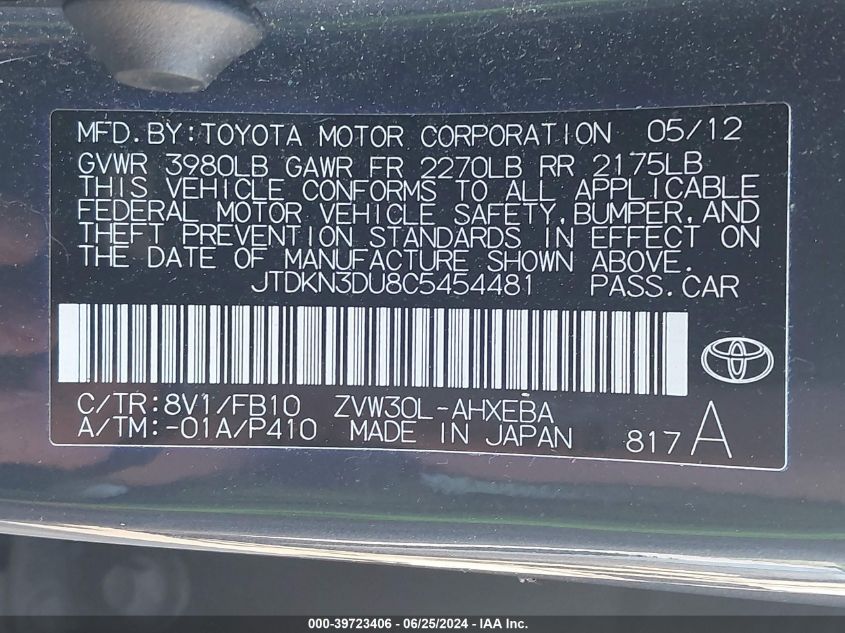 MFD.BY:TOYOTA MOTOR CORPORATION 05/12
GVWR 3980LB GAWR FR 2270LB RR 2175LB
THIS VEHICLE CONFORMS TO ALL APPLICABLE
FEDERAL MOTOR VEHICLE SAFETY,BUMPER,AND
THEFT PREVENTION STANDARDS IN EFFECT ON
THE DATE OF MANUFACTURE SHOWN ABOVE.
JTDKN3DU8C5454481 PASS.CAR
C/TR:8V1/FB10 ZVW30L-AHXEBA
A/TM:-01A/P410 MADE IN JAPAN 817 A
000-39723406 - 06/25/2024 - IAA Inc.